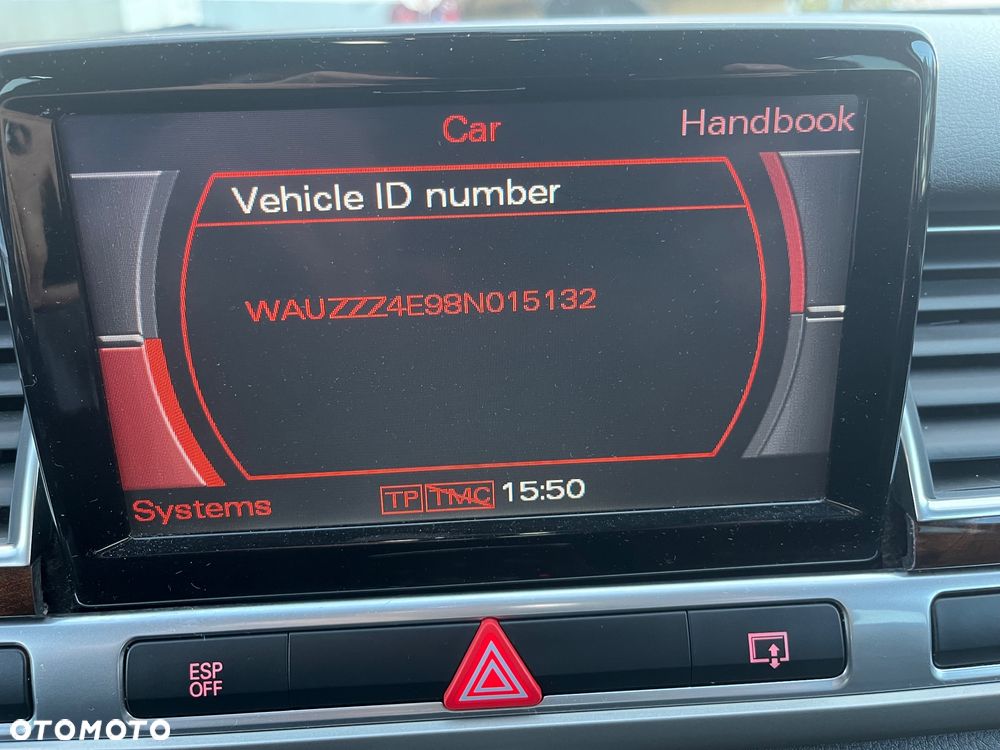 Car
Handbook
Vehicle ID number
WAUZZZ4E98N015132
Systems
TP TMC 15:50
ESP
OFF
OTOMOTO